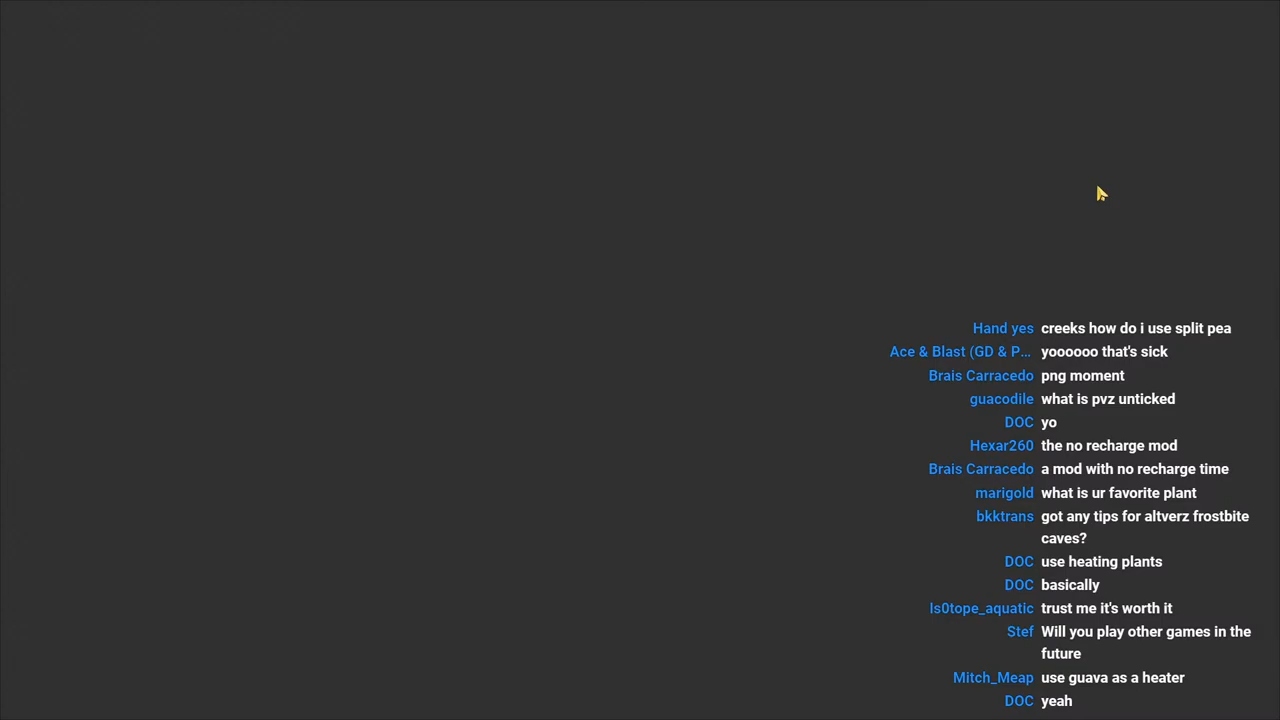 Hand yes creeks how do i use split pea
Ace & Blast (GD & P... yoooooo that's sick
Brais Carracedo png moment
guacodile what is pvz unticked
DOC yo
Hexar260 the no recharge mod
Brais Carracedo a mod with no recharge time
marigold what is ur favorite plant
bkktrans got any tips for altverz frostbite
caves?
DOC use heating plants
DOC basically
Is0tope_aquatic trust me it's worth it
Stef Will you play other games in the
future
Mitch_Meap use guava as a heater
DOC yeah